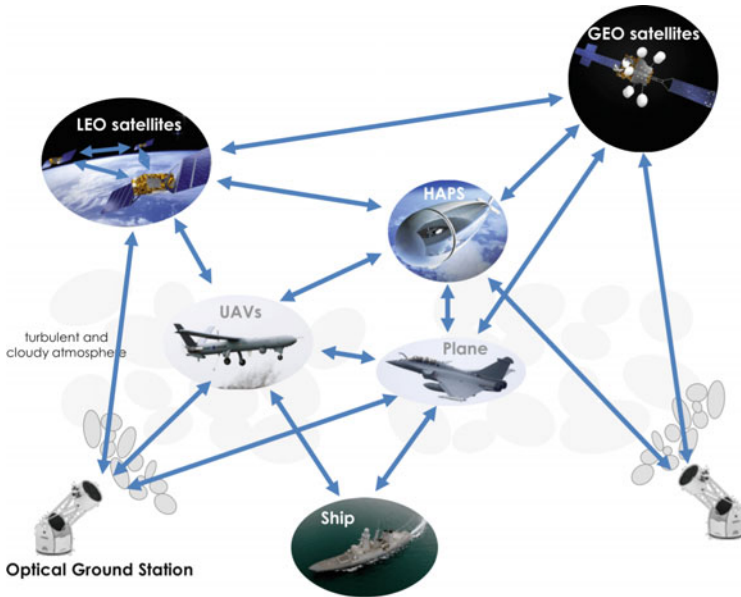 GEO satellites
LEO satellites
HAPS
UAVs
turbulent and
cloudy atmosphere
Plane
Ship
Optical Ground Station